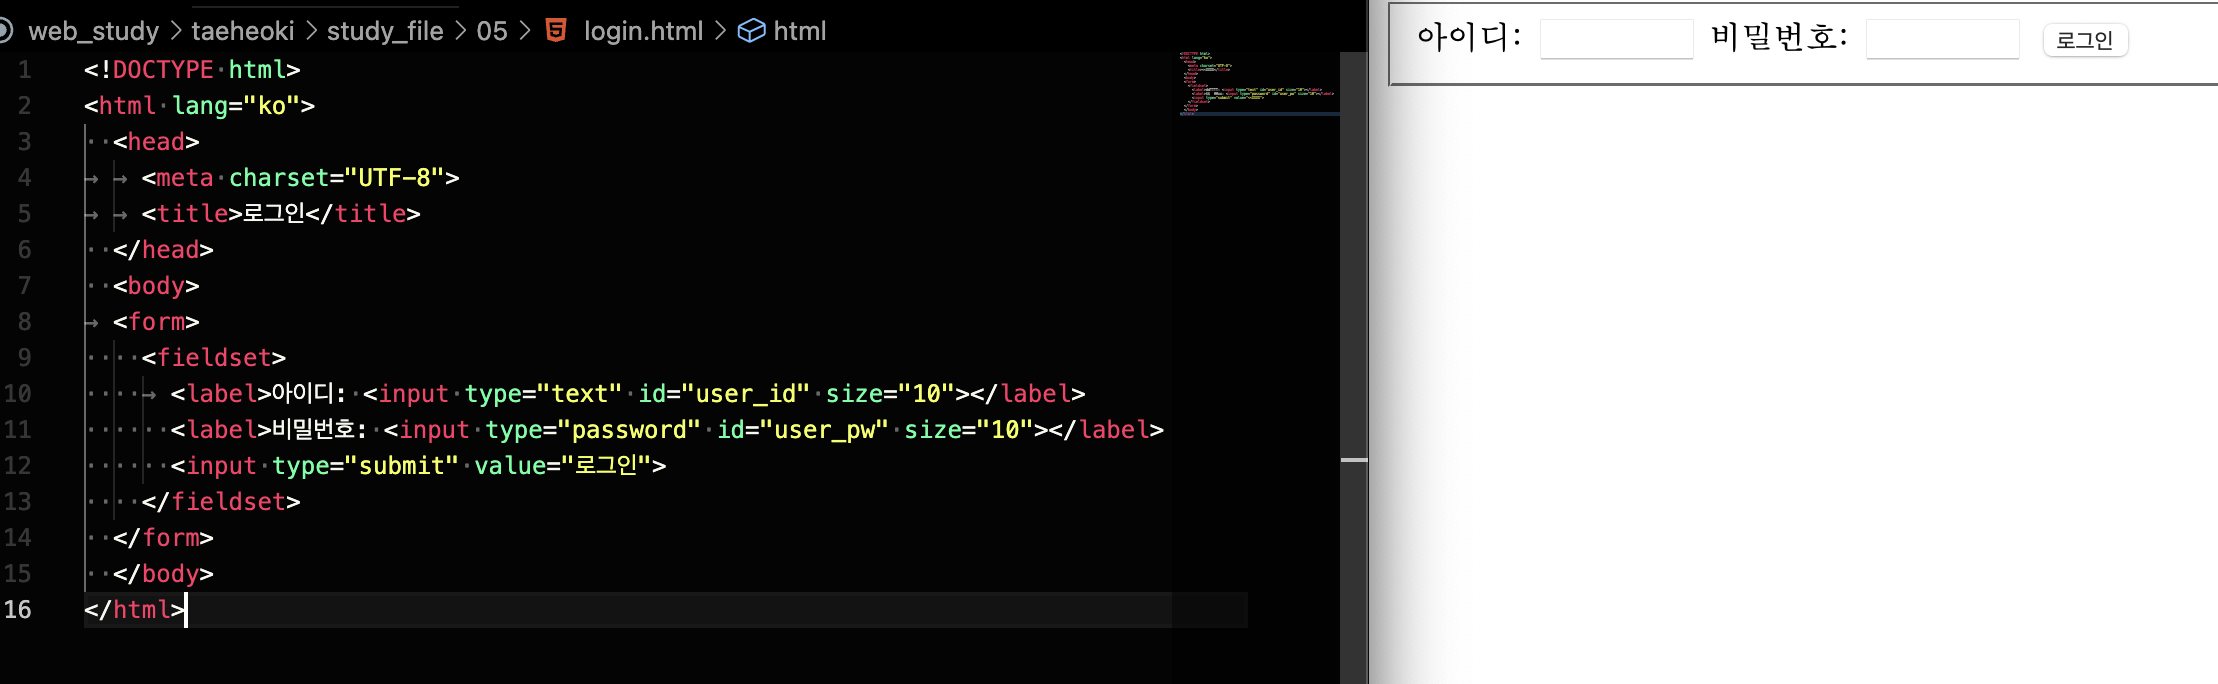 web_study > taeheoki > study_file > 05 > login.html > html
1 <!DOCTYPE html>
2 <html lang="ko">
3 <head>
4 <meta charset="UTF-8">
5 <title>로그인</title>
6 </head>
7 <body>
8 <form>
9 <fieldset>
10 <label>아이디: <input type="text" id="user_id" size="10"></label>
11 <label>비밀번호: <input type="password" id="user_pw" size="10"></label>
12 <input type="submit" value="로그인">
13 </fieldset>
14 </form>
15 </body>
16 </html>
아이디: 비밀번호: 로그인